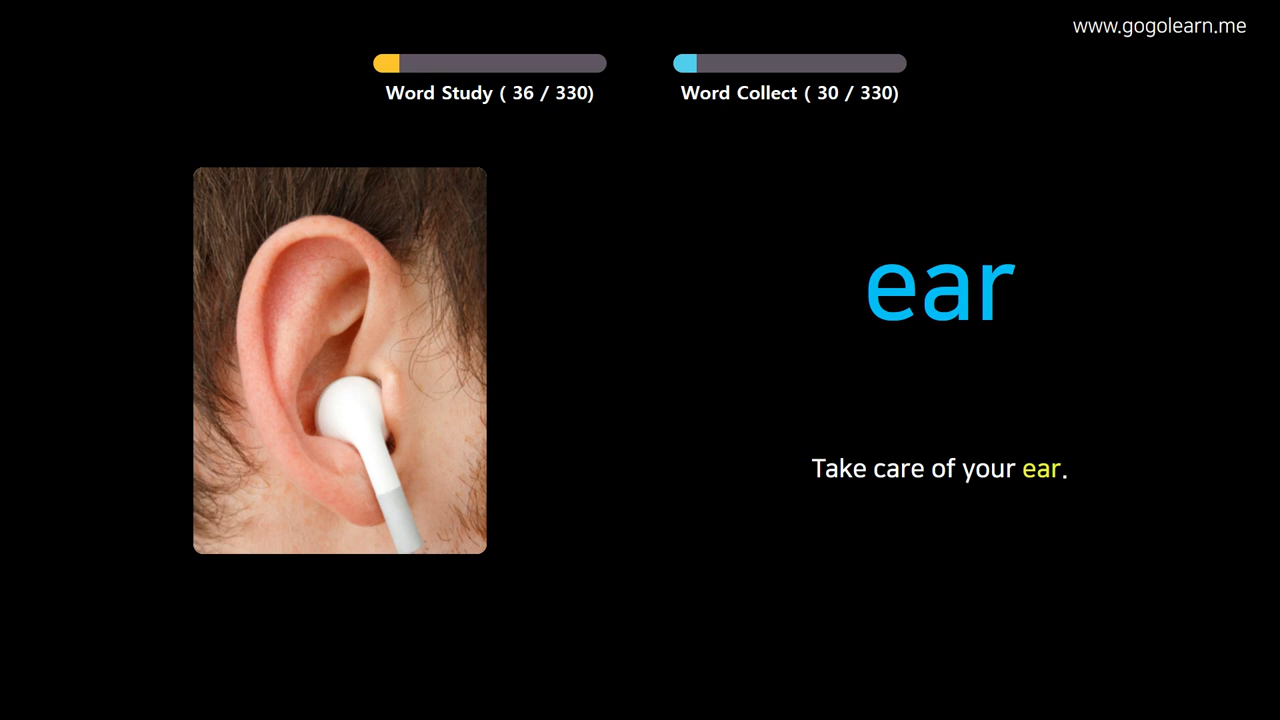 www.gogolearn.me
Word Study ( 36 / 330)
Word Collect ( 30 / 330)
ear
Take care of your ear.